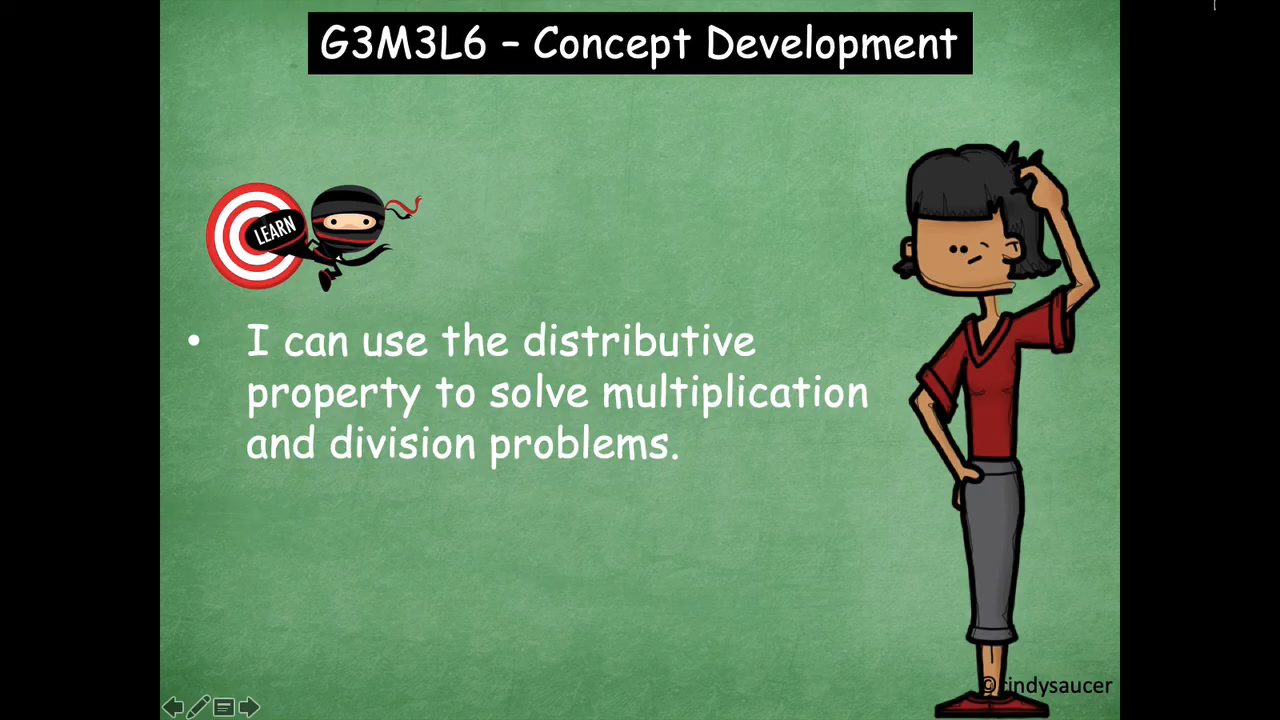 G3M3L6 – Concept Development
LEARN
• I can use the distributive
property to solve multiplication
and division problems.
©cindysaucer